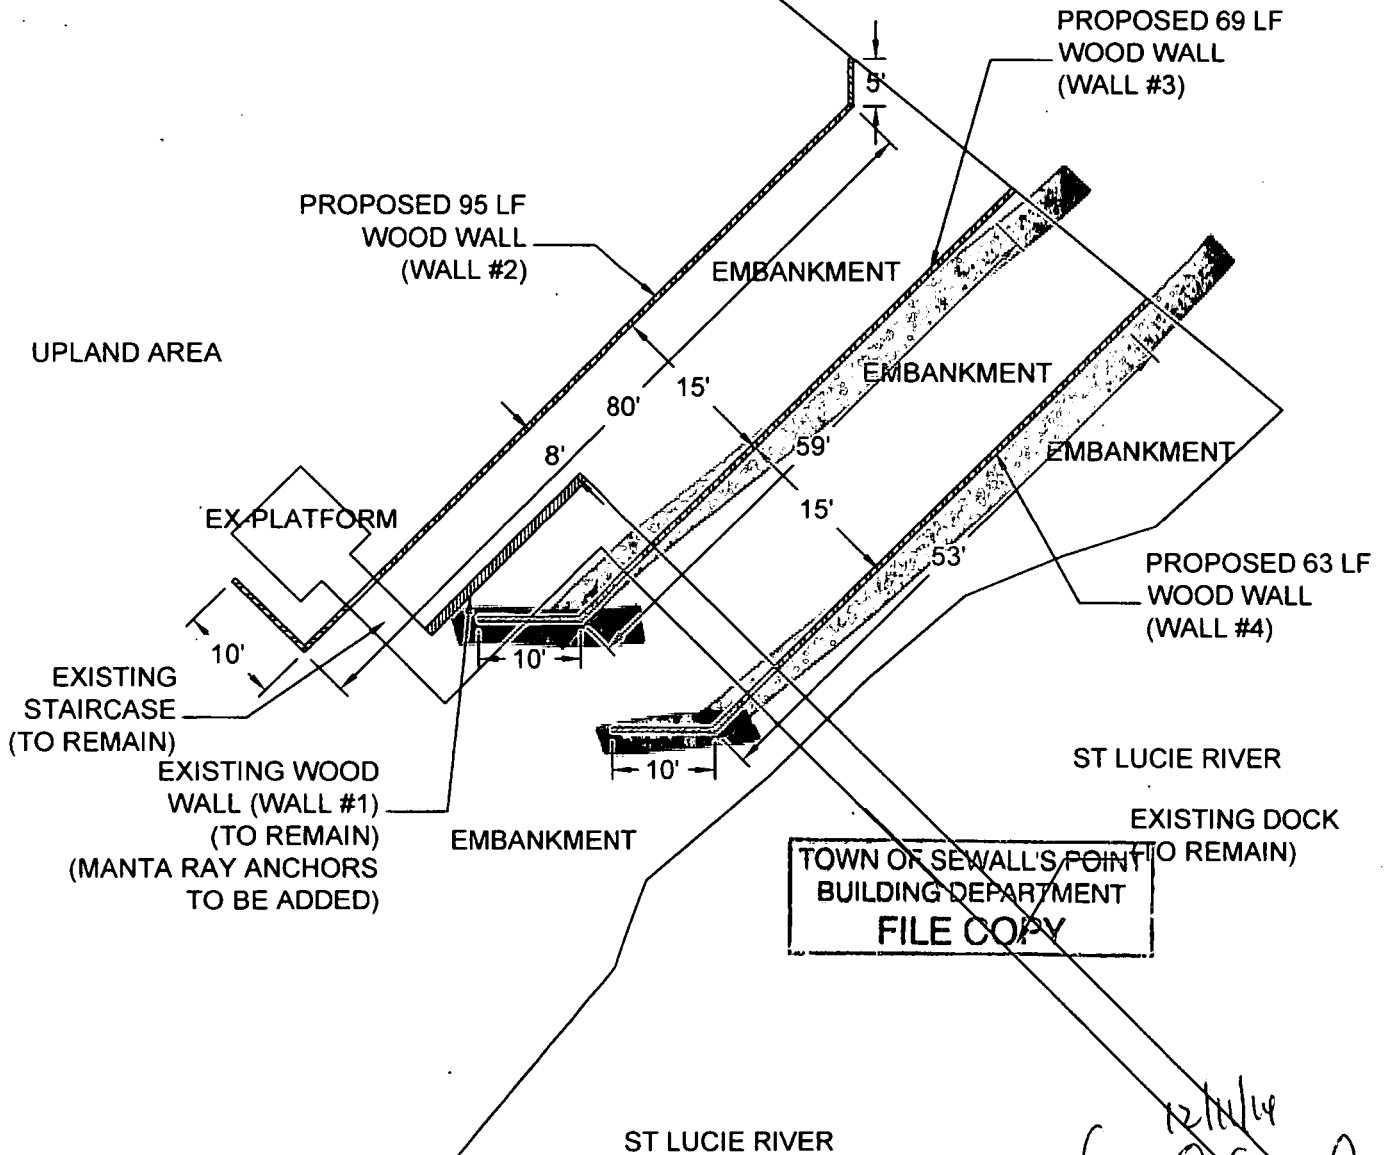 PROPOSED 69 LF
WOOD WALL
(WALL #3)
5'
PROPOSED 95 LF
WOOD WALL
(WALL #2)
EMBANKMENT
UPLAND AREA
EMBANKMENT
15'
80'
59'
EMBANKMENT
8'
15'
EX-PLATFORM
53'
PROPOSED 63 LF
WOOD WALL
(WALL #4)
10'
10'
EXISTING
STAIRCASE
(TO REMAIN)
10'
ST LUCIE RIVER
EXISTING WOOD
WALL (WALL #1)
(TO REMAIN)
(MANTA RAY ANCHORS
TO BE ADDED)
EMBANKMENT
EXISTING DOCK
(TO REMAIN)
TOWN OF SEWALL'S POINT
BUILDING DEPARTMENT
FILE COPY
ST LUCIE RIVER